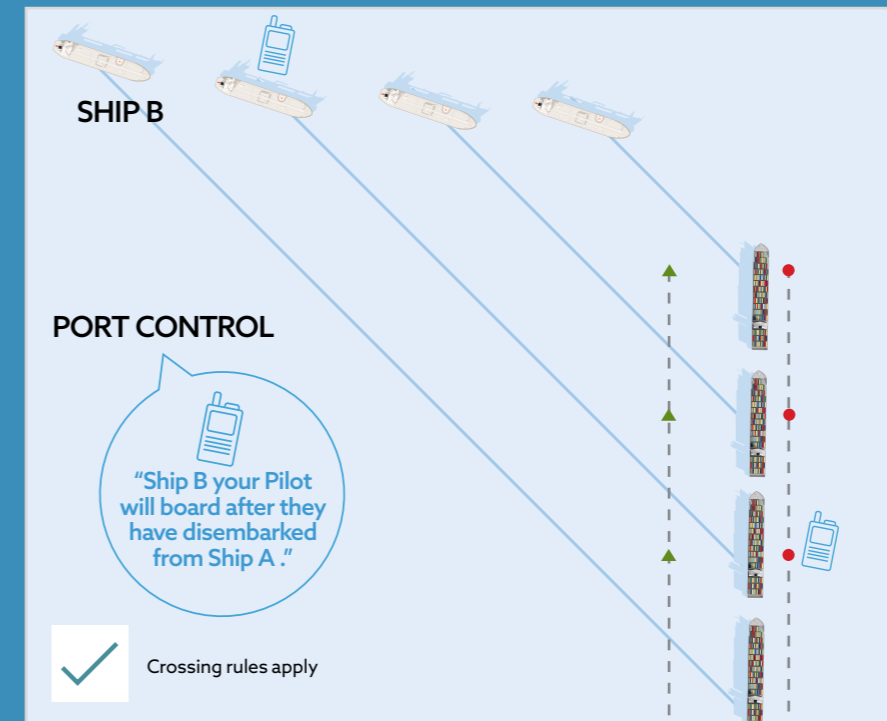 SHIP B
PORT CONTROL
“Ship B your Pilot
will board after they
have disembarked
from Ship A .”
Crossing rules apply